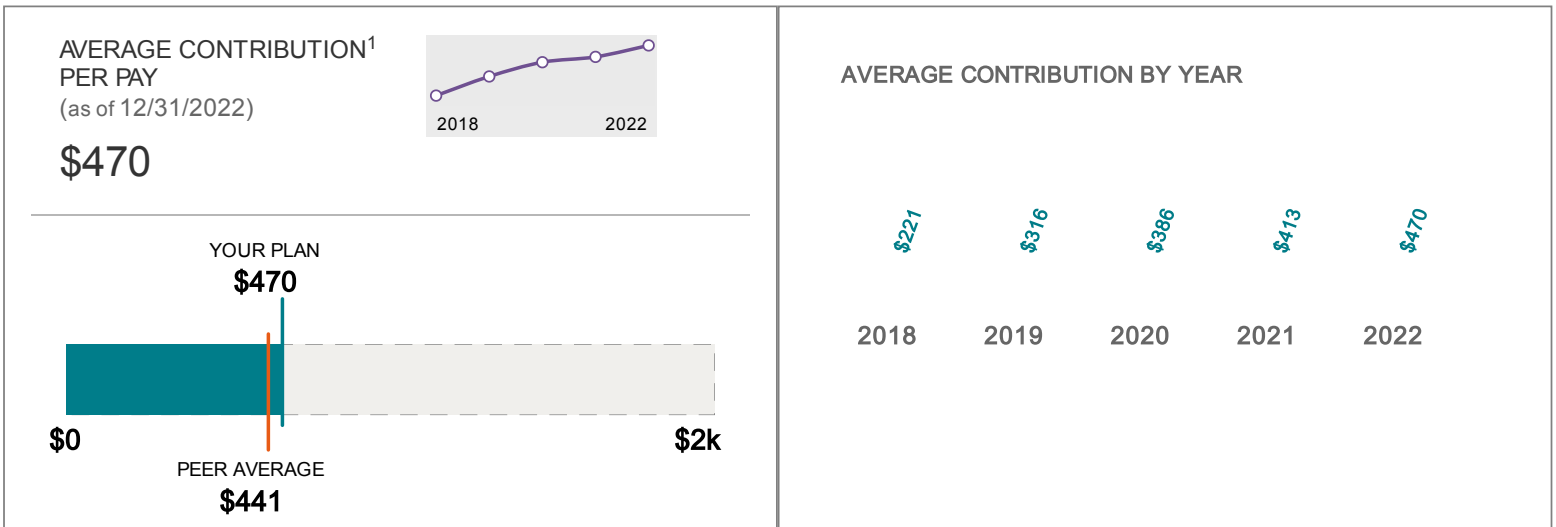 AVERAGE CONTRIBUTION1
PER PAY
(as of 12/31/2022)
$470
2018 2022
YOUR PLAN
$470
$0 $2k
PEER AVERAGE
$441
AVERAGE CONTRIBUTION BY YEAR
$221 $316 $386 $413 $470
2018 2019 2020 2021 2022